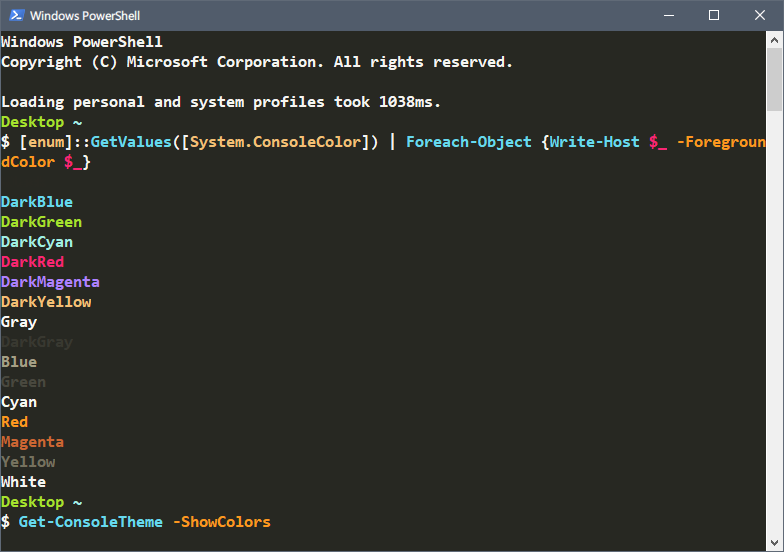 Windows PowerShell
Windows PowerShell
Copyright (C) Microsoft Corporation. All rights reserved.
Loading personal and system profiles took 1038ms.
Desktop ~
$ [enum]::GetValues([System.ConsoleColor]) | Foreach-Object {Write-Host $_ -Foregroun
dColor $_}
DarkBlue
DarkGreen
DarkCyan
DarkRed
DarkMagenta
DarkYellow
Gray
DarkGray
Blue
Green
Cyan
Red
Magenta
Yellow
White
Desktop ~
$ Get-ConsoleTheme -ShowColors